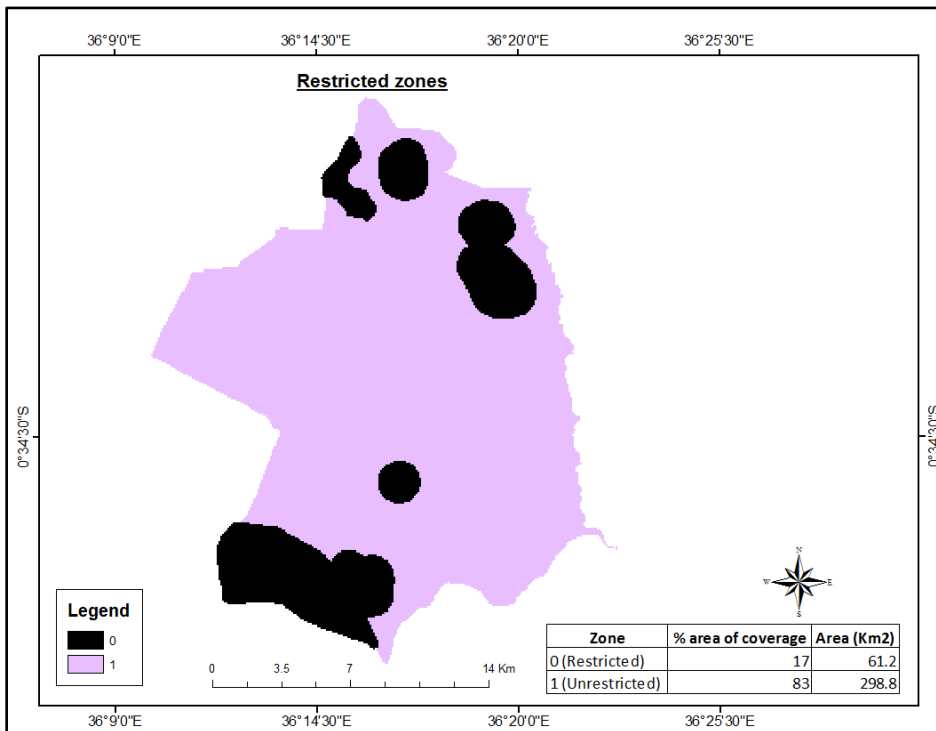 36°9'0"E 36°14'30"E 36°20'0"E 36°25'30"E
Restricted zones
0°34'30"S 0°34'30"S
N
W E
S
Legend
0
1
0 3.5 7 14 Km
Zone % area of coverage Area (Km2)
0 (Restricted) 17 61.2
1 (Unrestricted) 83 298.8
36°9'0"E 36°14'30"E 36°20'0"E 36°25'30"E